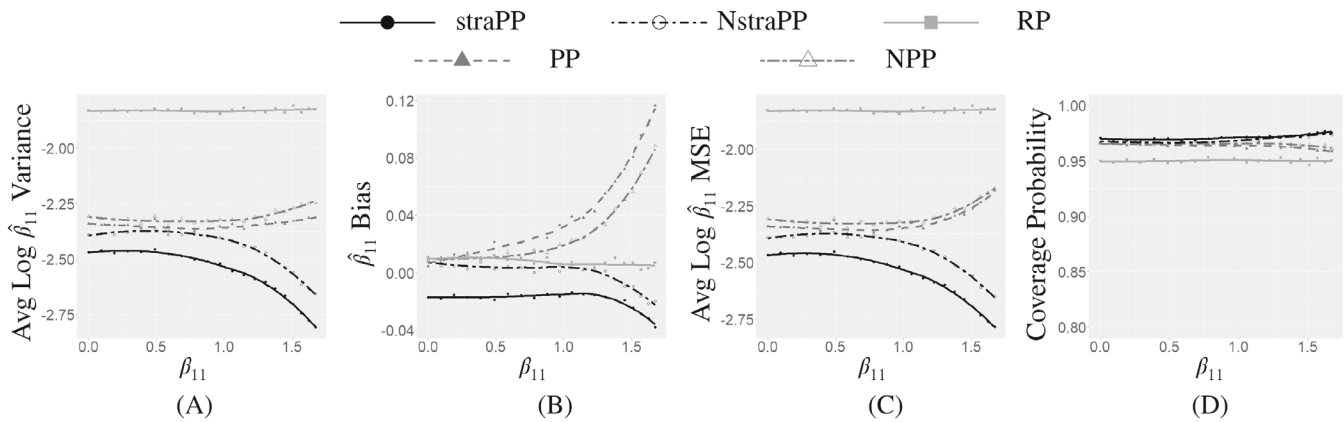 straPP NstraPP RP
PP NPP
Avg Log β̂₁₁ Variance
-2.00
-2.25
-2.50
-2.75
0.0 0.5 1.0 1.5
β₁₁
(A)
β̂₁₁ Bias
0.12
0.08
0.04
0.00
-0.04
0.0 0.5 1.0 1.5
β₁₁
(B)
Avg Log β̂₁₁ MSE
-2.00
-2.25
-2.50
-2.75
0.0 0.5 1.0 1.5
β₁₁
(C)
Coverage Probability
1.00
0.95
0.90
0.85
0.80
0.0 0.5 1.0 1.5
β₁₁
(D)